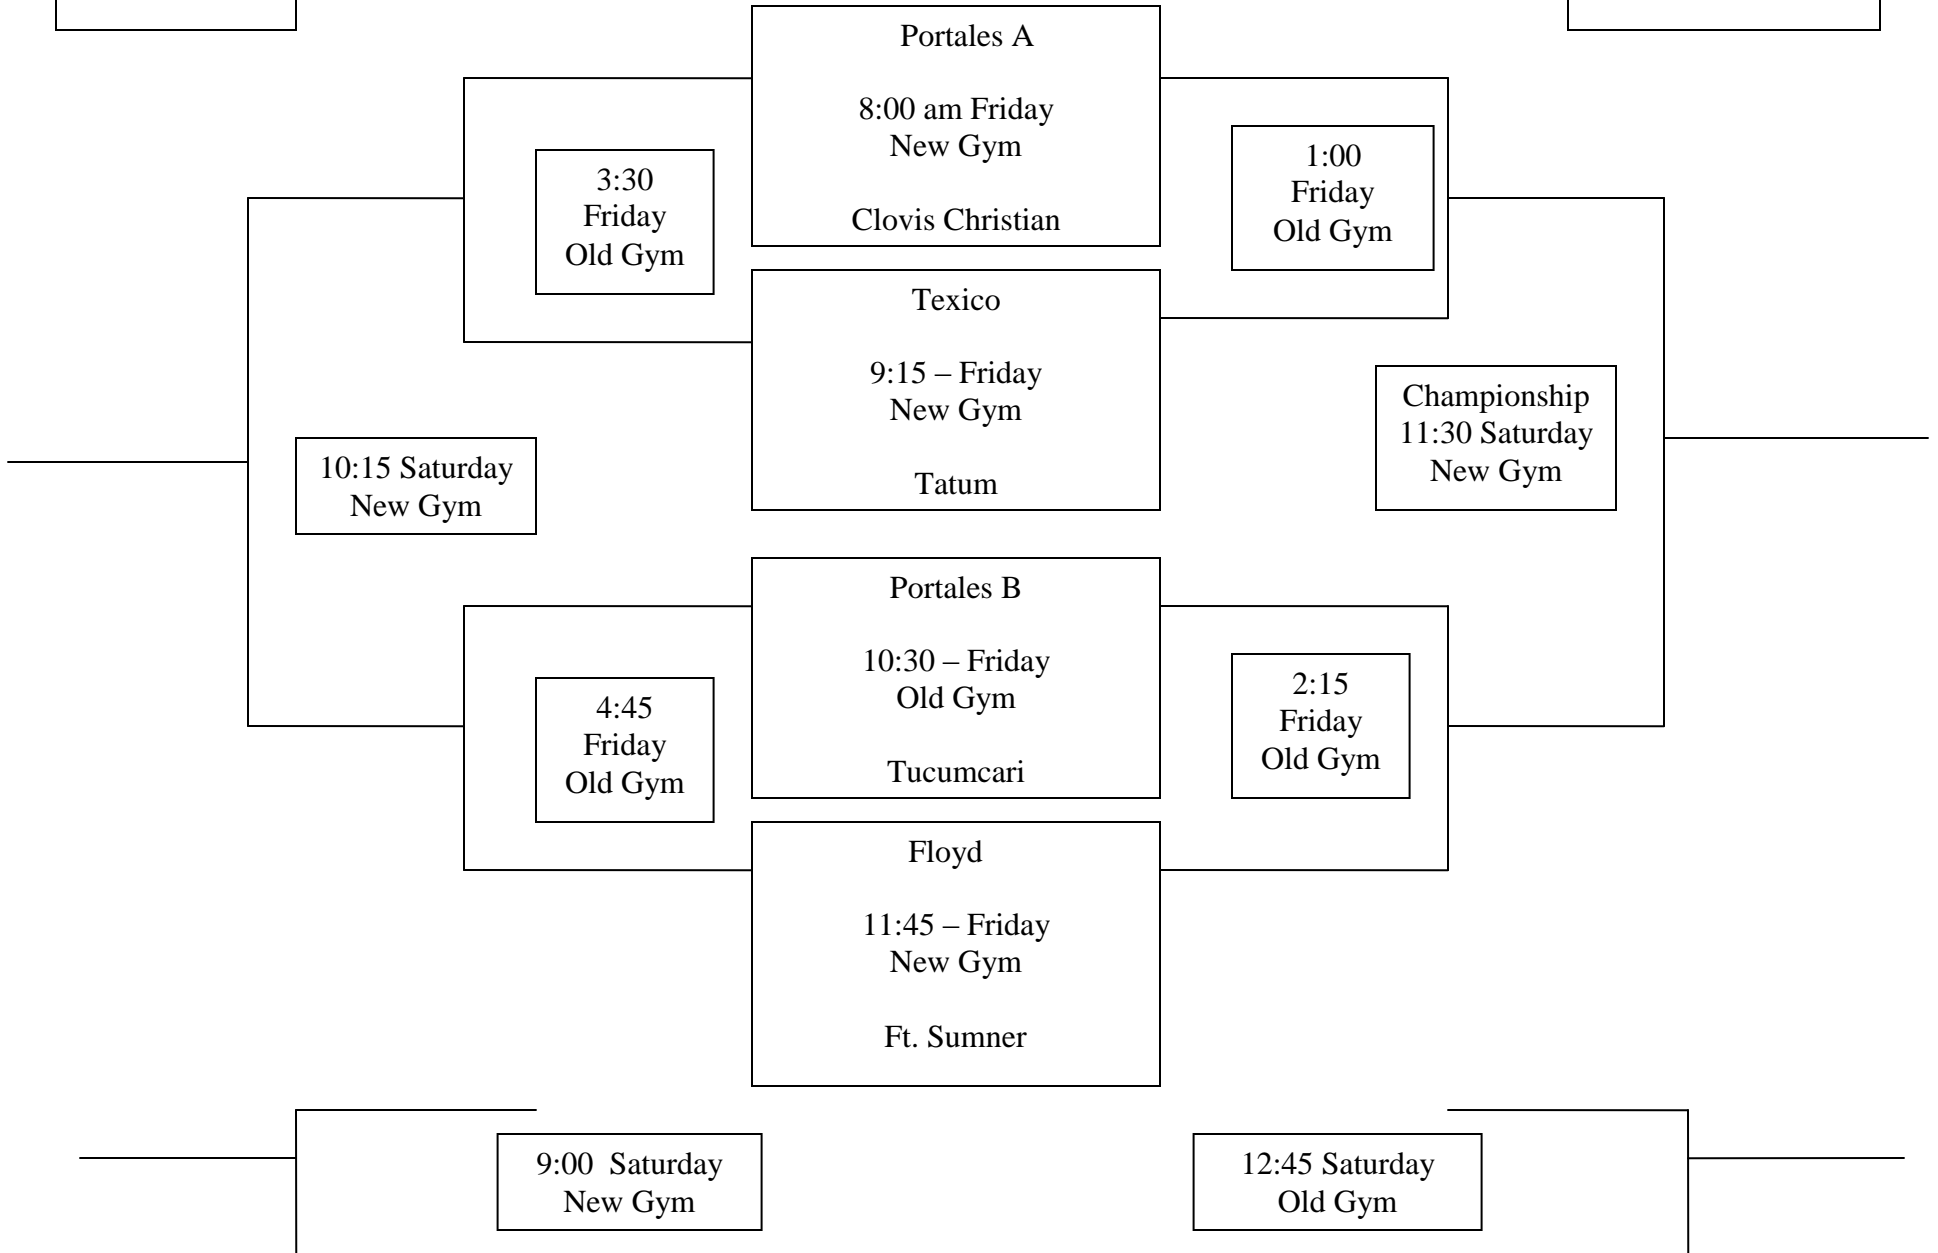 Portales A
8:00 am Friday
New Gym
Clovis Christian
3:30
Friday
Old Gym
1:00
Friday
Old Gym
Texico
9:15 – Friday
New Gym
Tatum
10:15 Saturday
New Gym
Championship
11:30 Saturday
New Gym
Portales B
10:30 – Friday
Old Gym
Tucumcari
4:45
Friday
Old Gym
2:15
Friday
Old Gym
Floyd
11:45 – Friday
New Gym
Ft. Sumner
9:00  Saturday
New Gym
12:45 Saturday
Old Gym